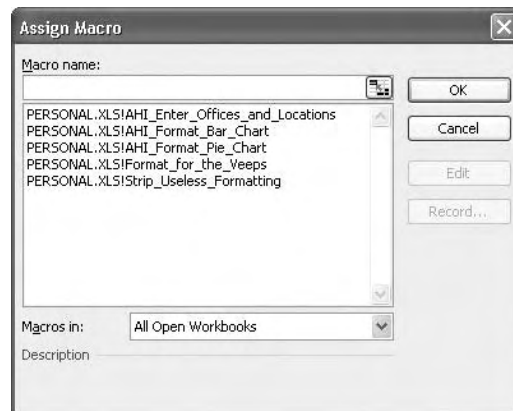 Assign Macro
Macro name:
OK
PERSONAL.XLS!AHI_Enter_Offices_and_Locations
PERSONAL.XLS!AHI_Format_Bar_Chart
PERSONAL.XLS!AHI_Format_Pie_Chart
PERSONAL.XLS!Format_for_the_Veeps
PERSONAL.XLS!Strip_Useless_Formatting
Cancel
Edit
Record...
Macros in: All Open Workbooks
Description